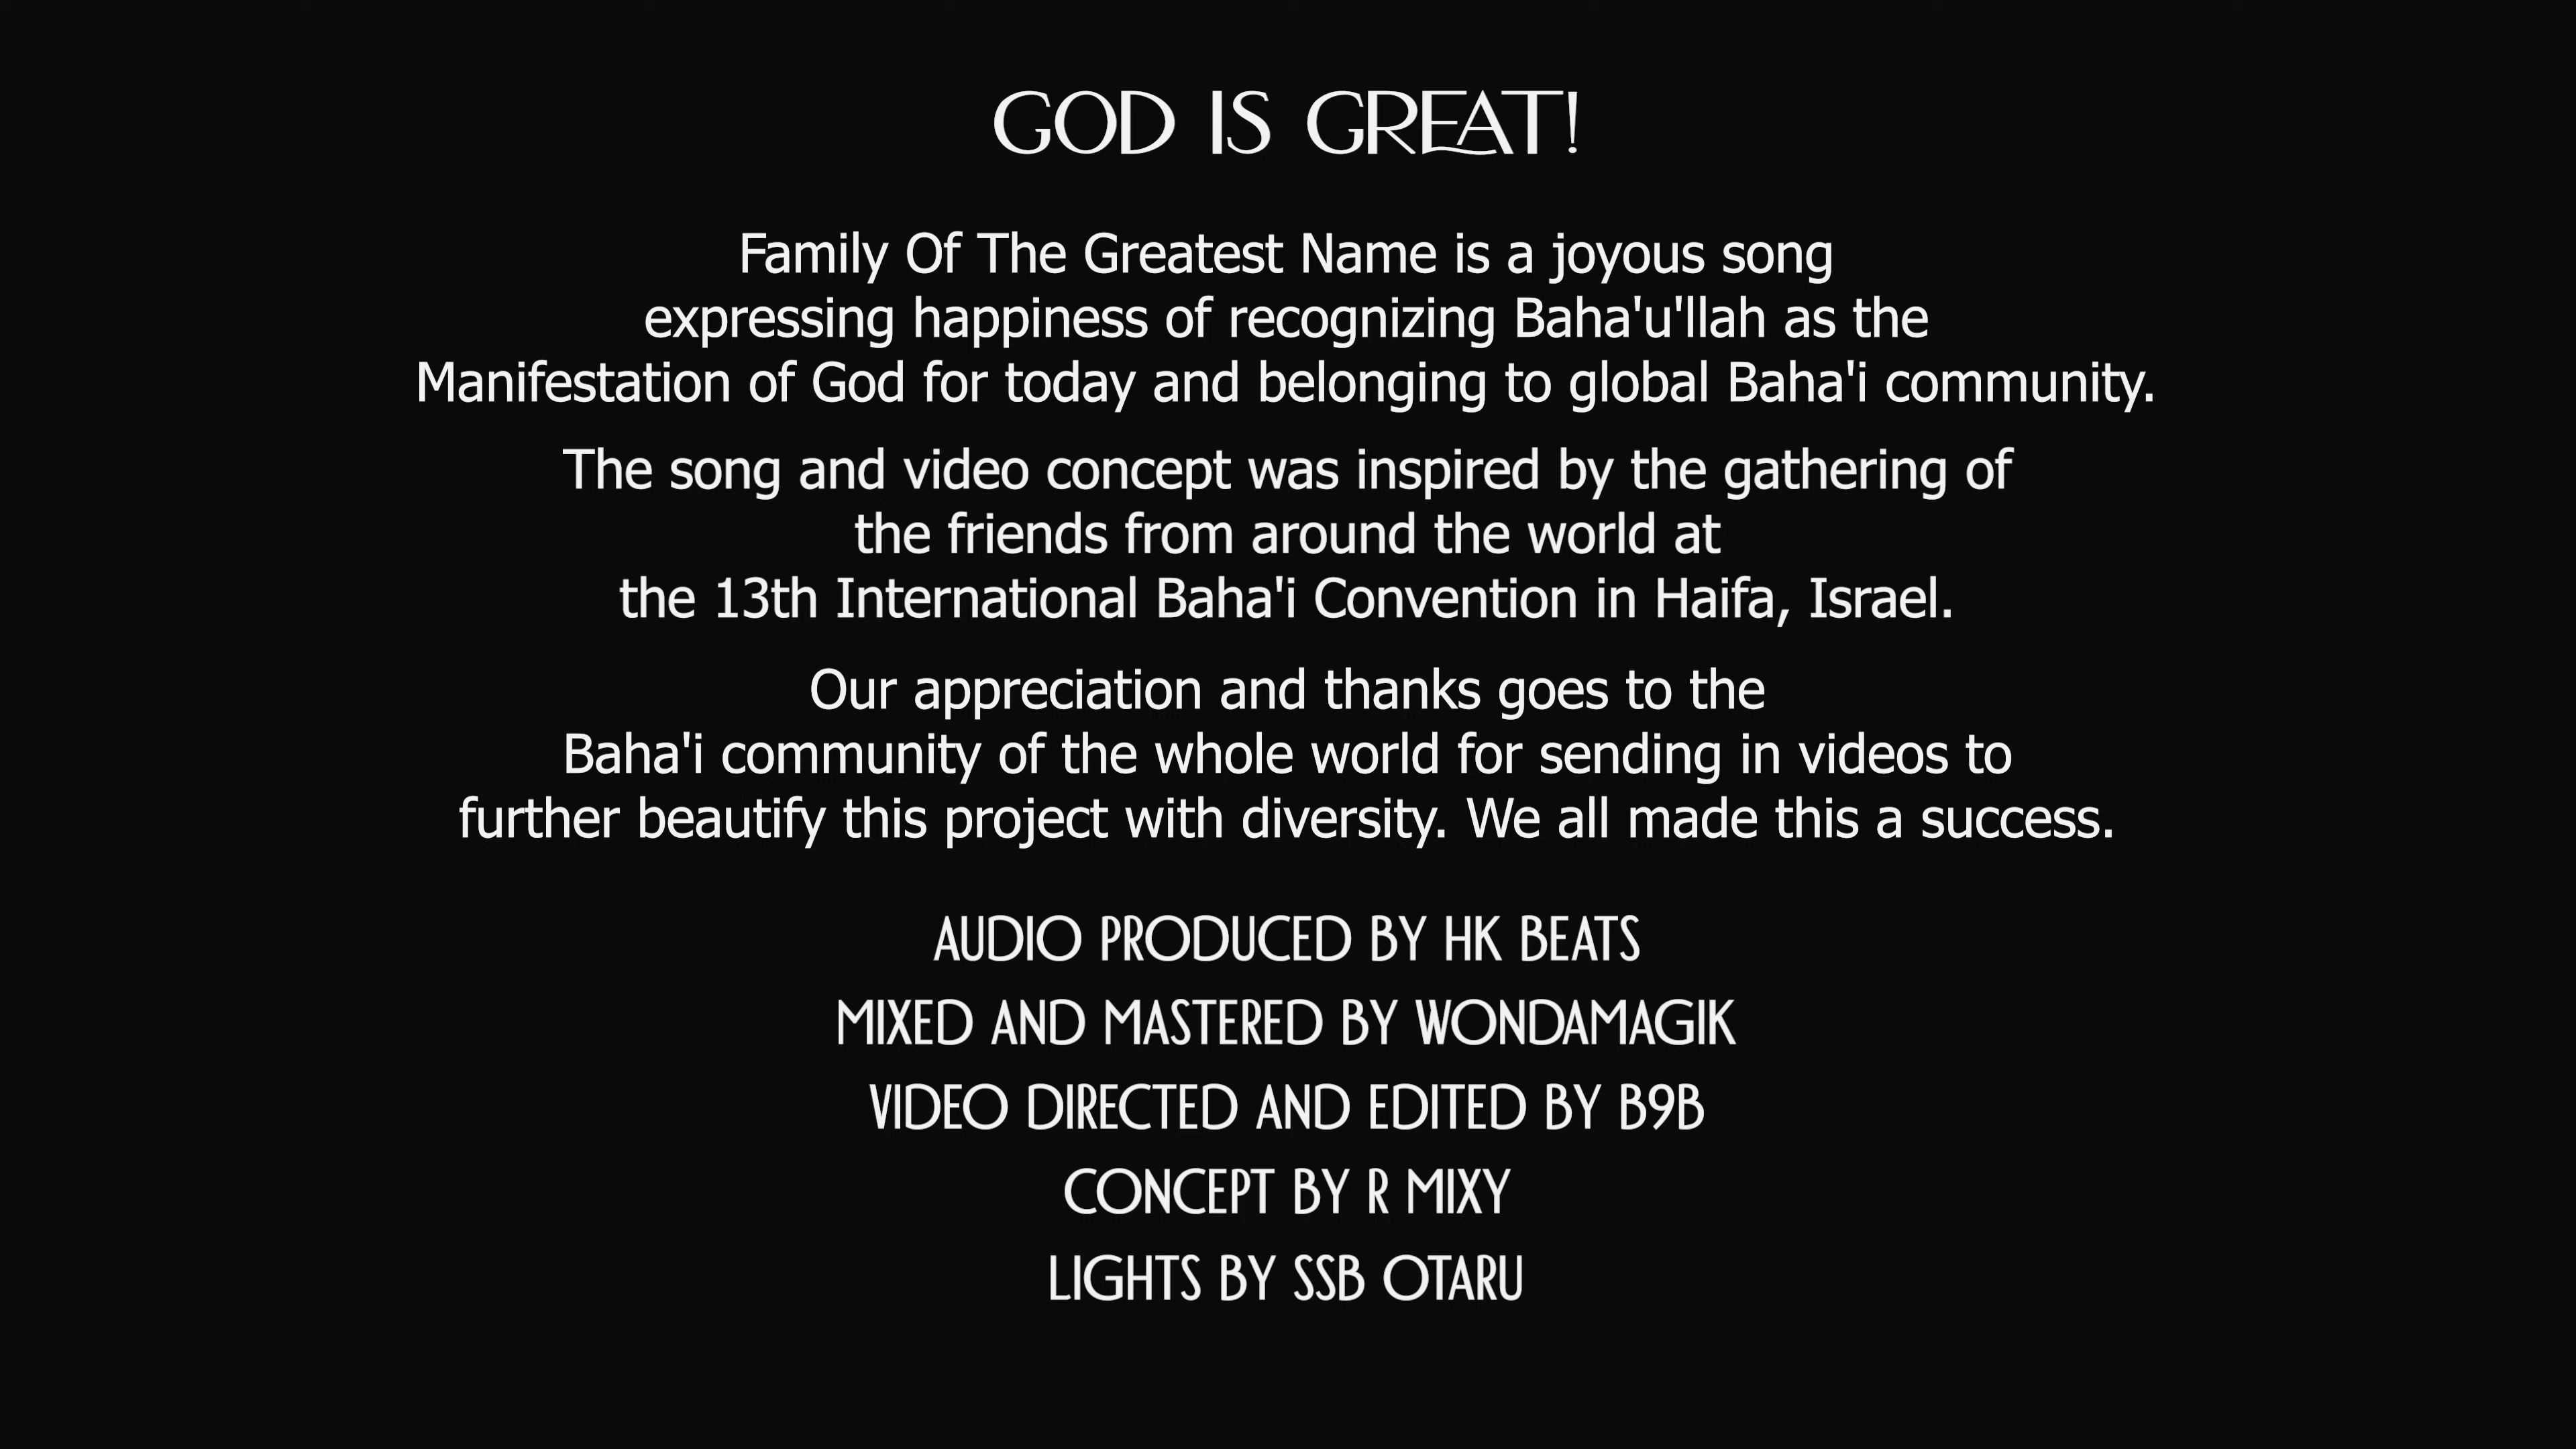 GOD IS GREAT!
Family Of The Greatest Name is a joyous song
expressing happiness of recognizing Baha'u'llah as the
Manifestation of God for today and belonging to global Baha'i community.
The song and video concept was inspired by the gathering of
the friends from around the world at
the 13th International Baha'i Convention in Haifa, Israel.
Our appreciation and thanks goes to the
Baha'i community of the whole world for sending in videos to
further beautify this project with diversity. We all made this a success.
AUDIO PRODUCED BY HK BEATS
MIXED AND MASTERED BY WONDAMAGIK
VIDEO DIRECTED AND EDITED BY B9B
CONCEPT BY R MIXY
LIGHTS BY SSB OTARU